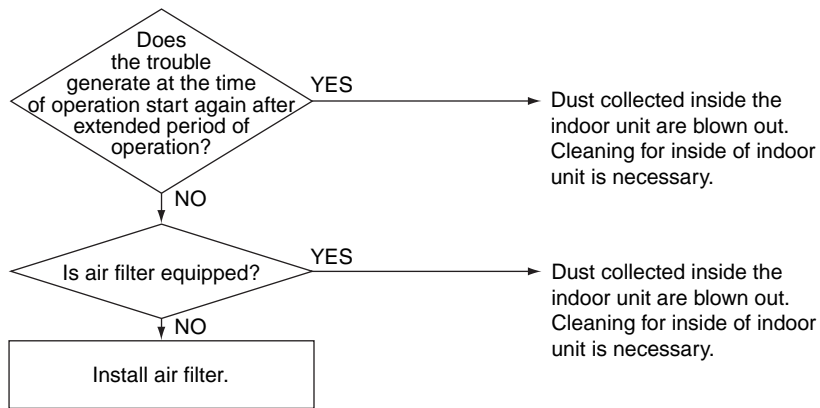 Does
the trouble
generate at the time
of operation start again after
extended period of
operation?
YES
Dust collected inside the
indoor unit are blown out.
Cleaning for inside of indoor
unit is necessary.
NO
Is air filter equipped?
YES
Dust collected inside the
indoor unit are blown out.
Cleaning for inside of indoor
unit is necessary.
NO
Install air filter.